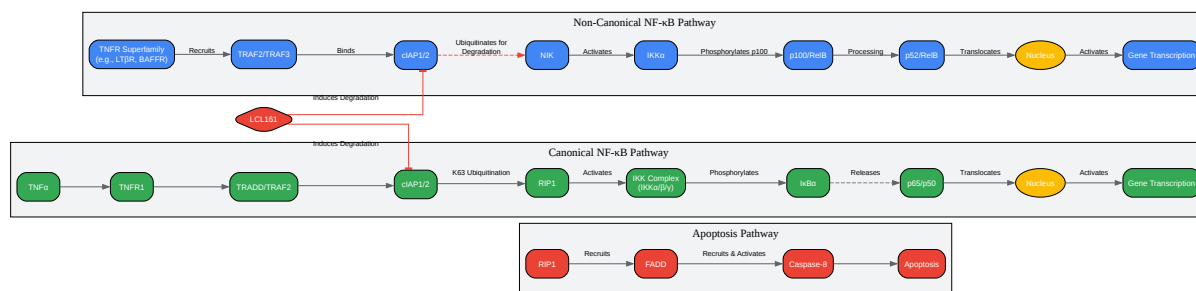 Non-Canonical NF-κB Pathway
TNFR Superfamily
(e.g., LTβR, BAFFR)
Recruits
TRAF2/TRAF3
Binds
cIAP1/2
Ubiquitinates for
Degradation
NIK
Activates
IKKα
Phosphorylates p100
p100/RelB
Processing
p52/RelB
Translocates
Nucleus
Activates
Gene Transcription
Induces Degradation
LCL161
Induces Degradation
Canonical NF-κB Pathway
TNFα
TNFR1
TRADD/TRAF2
cIAP1/2
K63 Ubiquitination
RIP1
Activates
IKK Complex
(IKKα/β/γ)
Phosphorylates
IκBα
Releases
p65/p50
Translocates
Nucleus
Activates
Gene Transcription
Apoptosis Pathway
RIP1
Recruits
FADD
Recruits & Activates
Caspase-8
Apoptosis